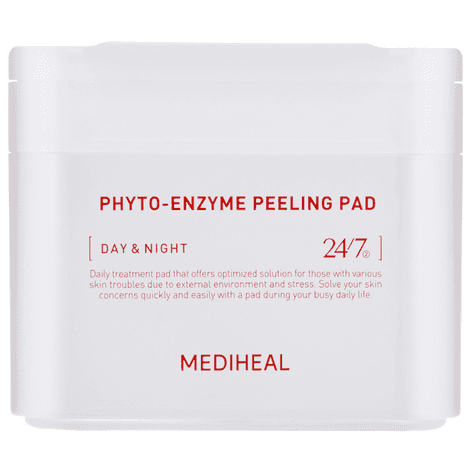 PHYTO-ENZYME PEELING PAD
[ DAY & NIGHT 24/7② ]
Daily treatment pad that offers optimized solution for those with various
skin troubles due to external environment and stress. Solve your skin
concerns quickly and easily with a pad during your busy daily life.
MEDIHEAL